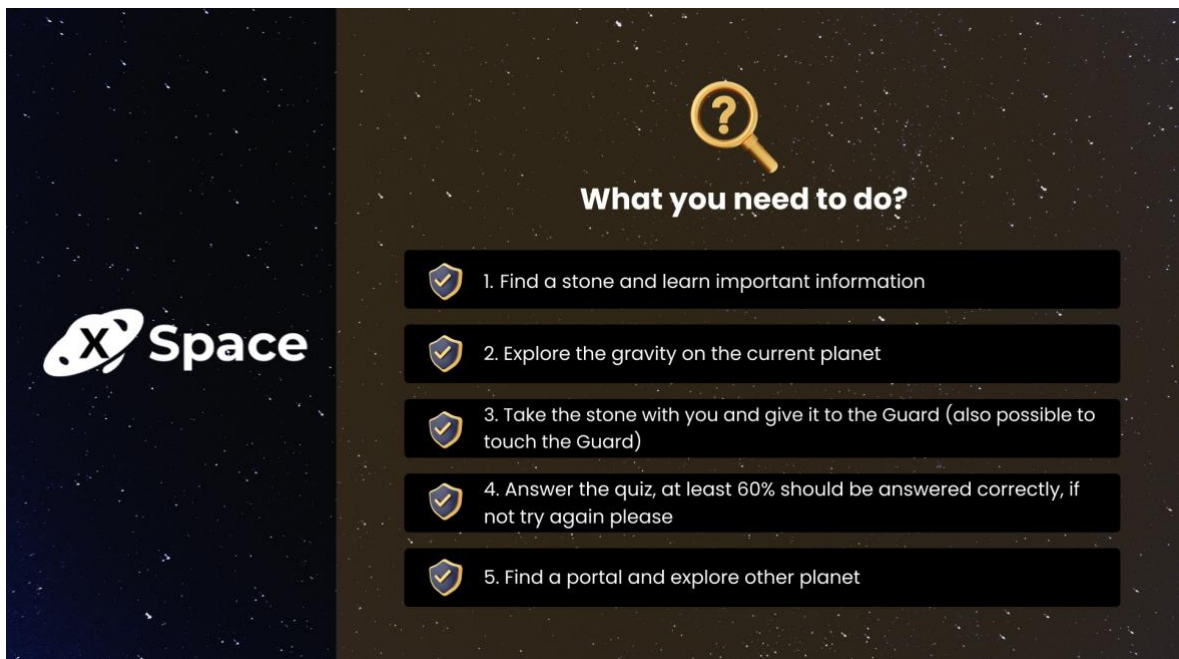 X Space
What you need to do?
1. Find a stone and learn important information
2. Explore the gravity on the current planet
3. Take the stone with you and give it to the Guard (also possible to
touch the Guard)
4. Answer the quiz, at least 60% should be answered correctly, if
not try again please
5. Find a portal and explore other planet